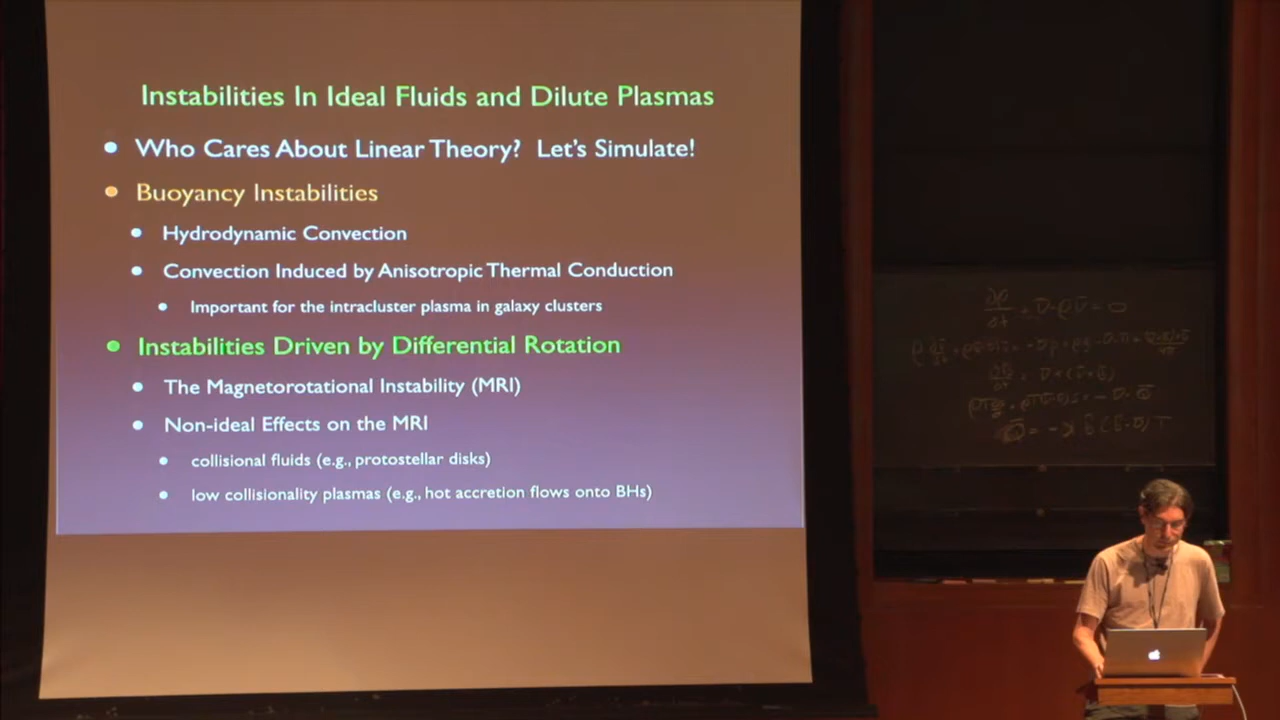 Instabilities In Ideal Fluids and Dilute Plasmas
Who Cares About Linear Theory? Let's Simulate!
Buoyancy Instabilities
Hydrodynamic Convection
Convection Induced by Anisotropic Thermal Conduction
Important for the intracluster plasma in galaxy clusters
Instabilities Driven by Differential Rotation
The Magnetorotational Instability (MRI)
Non-ideal Effects on the MRI
collisional fluids (e.g., protostellar disks)
low collisionality plasmas (e.g., hot accretion flows onto BHs)